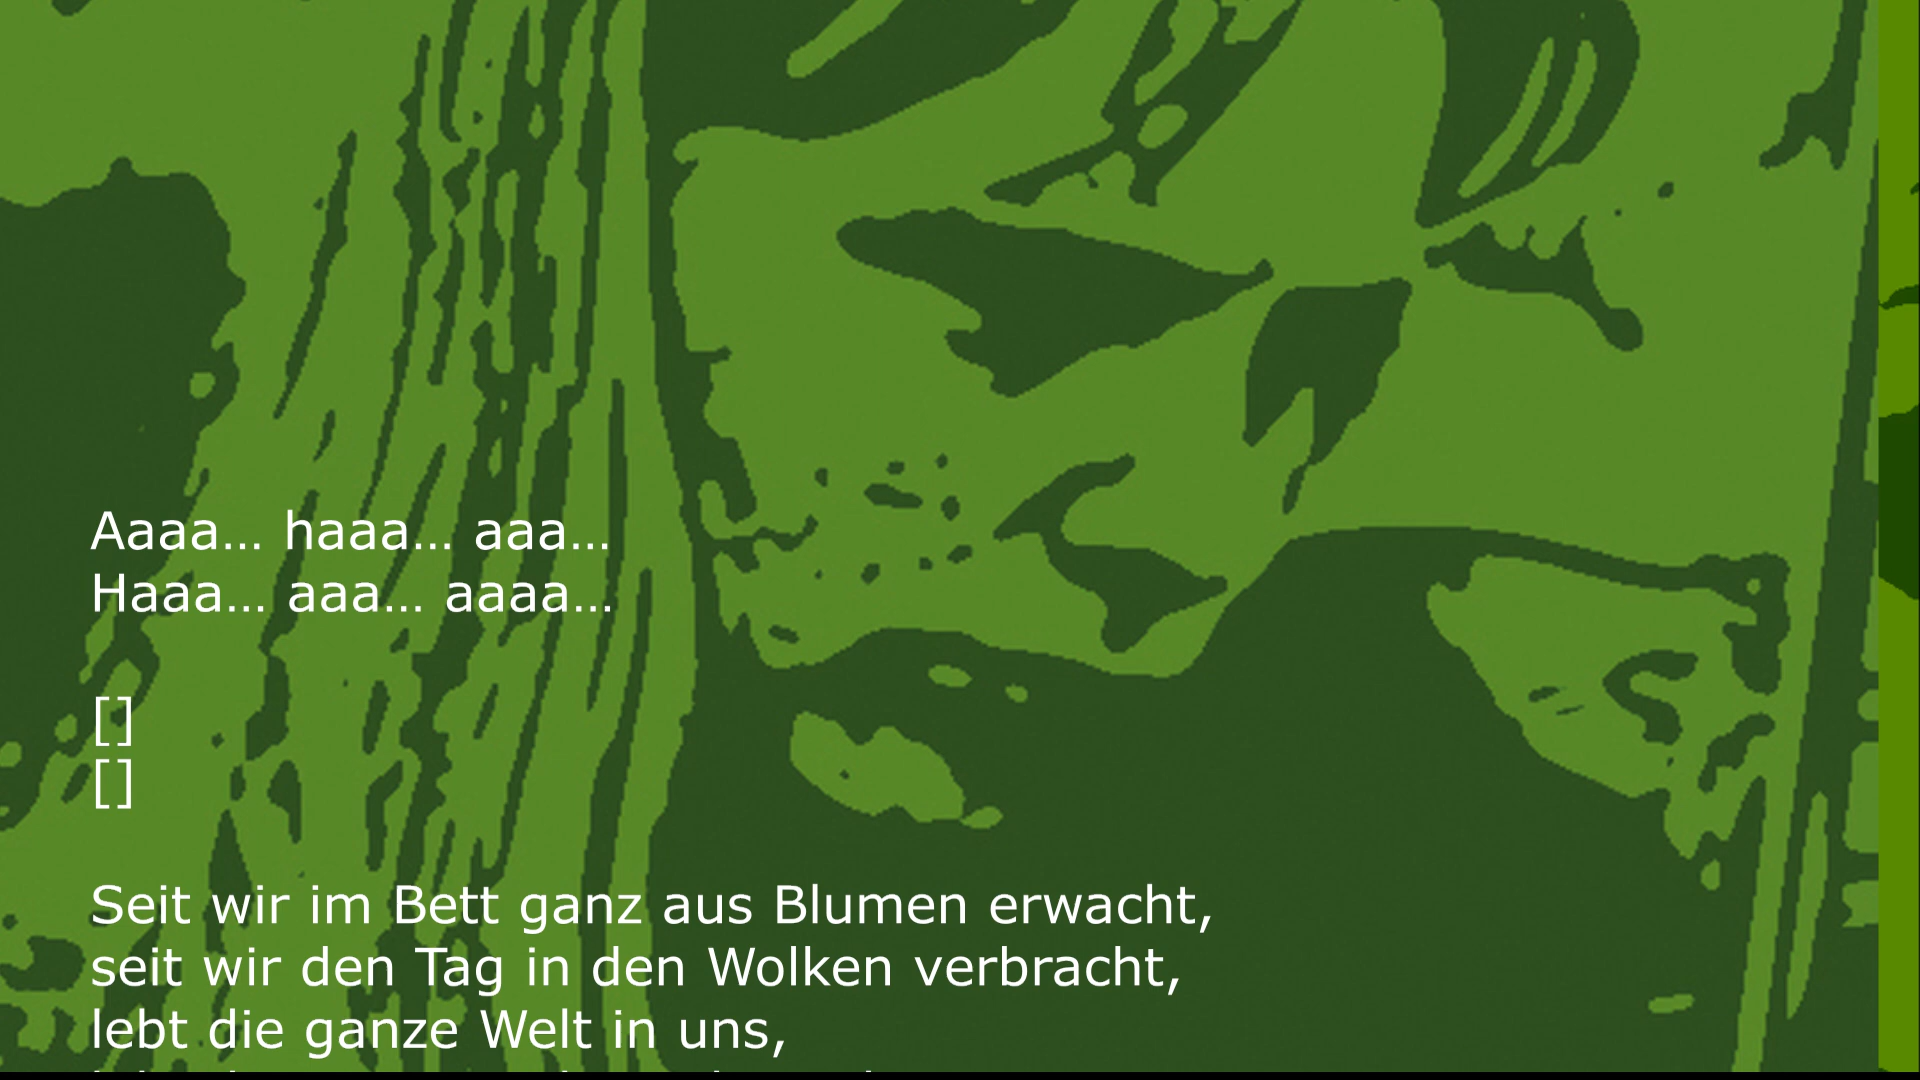 Aaaa... haaa... aaa...
Haaa... aaa... aaaa...
[]
[]
Seit wir im Bett ganz aus Blumen erwacht,
seit wir den Tag in den Wolken verbracht,
lebt die ganze Welt in uns,